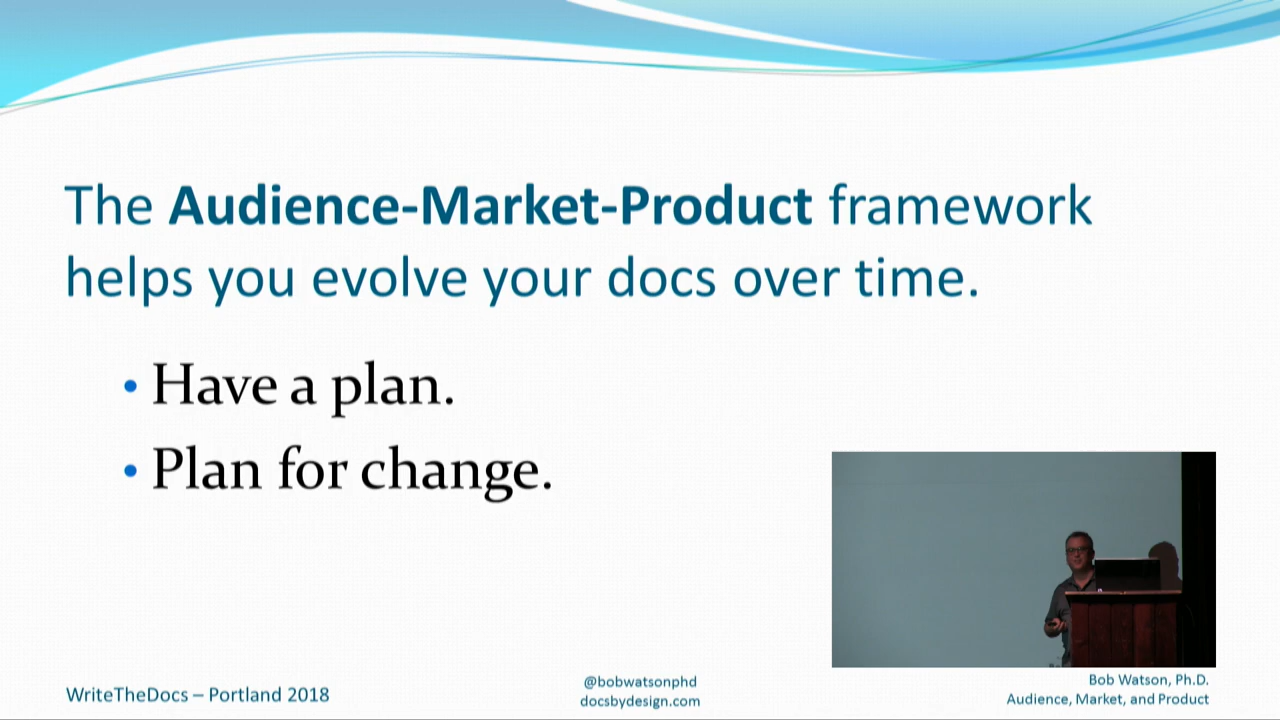 The Audience-Market-Product framework
helps you evolve your docs over time.
• Have a plan.
• Plan for change.
WriteTheDocs – Portland 2018
@bobwatsonphd
docsbydesign.com
Bob Watson, Ph.D.
Audience, Market, and Product